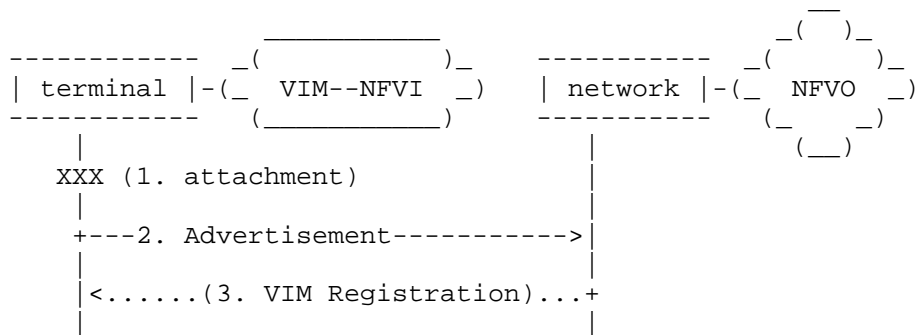 | terminal |-(_ VIM--NFVI _) | network |-(_ NFVO _)
XXX (1. attachment)
+---2. Advertisement----------->|
|<......(3. VIM Registration)...+